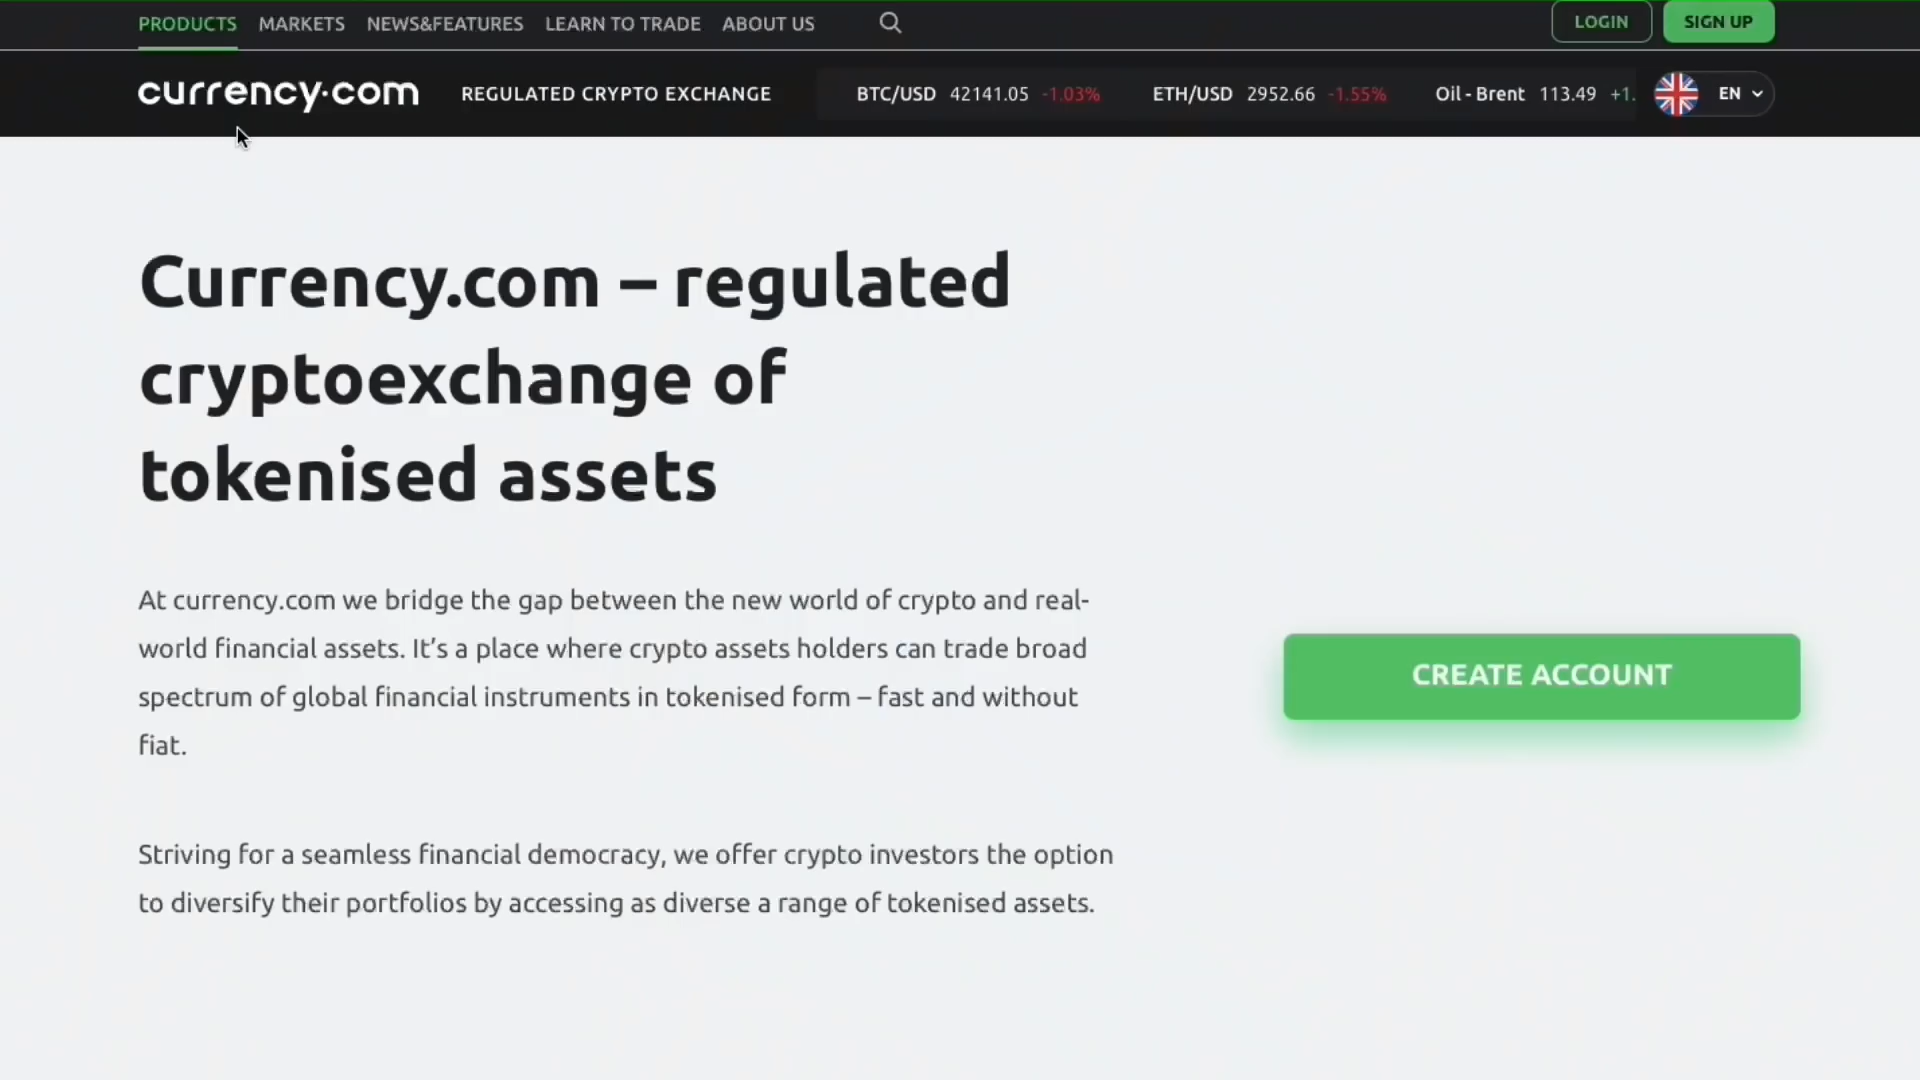 PRODUCTS MARKETS NEWS&FEATURES LEARN TO TRADE ABOUT US LOGIN SIGN UP
currency.com REGULATED CRYPTO EXCHANGE BTC/USD 42141.05 -1.03% ETH/USD 2952.66 -1.55% Oil - Brent 113.49 +1. EN
Currency.com – regulated
cryptoexchange of
tokenised assets
At currency.com we bridge the gap between the new world of crypto and real-
world financial assets. It’s a place where crypto assets holders can trade broad
spectrum of global financial instruments in tokenised form – fast and without
fiat.
CREATE ACCOUNT
Striving for a seamless financial democracy, we offer crypto investors the option
to diversify their portfolios by accessing as diverse a range of tokenised assets.